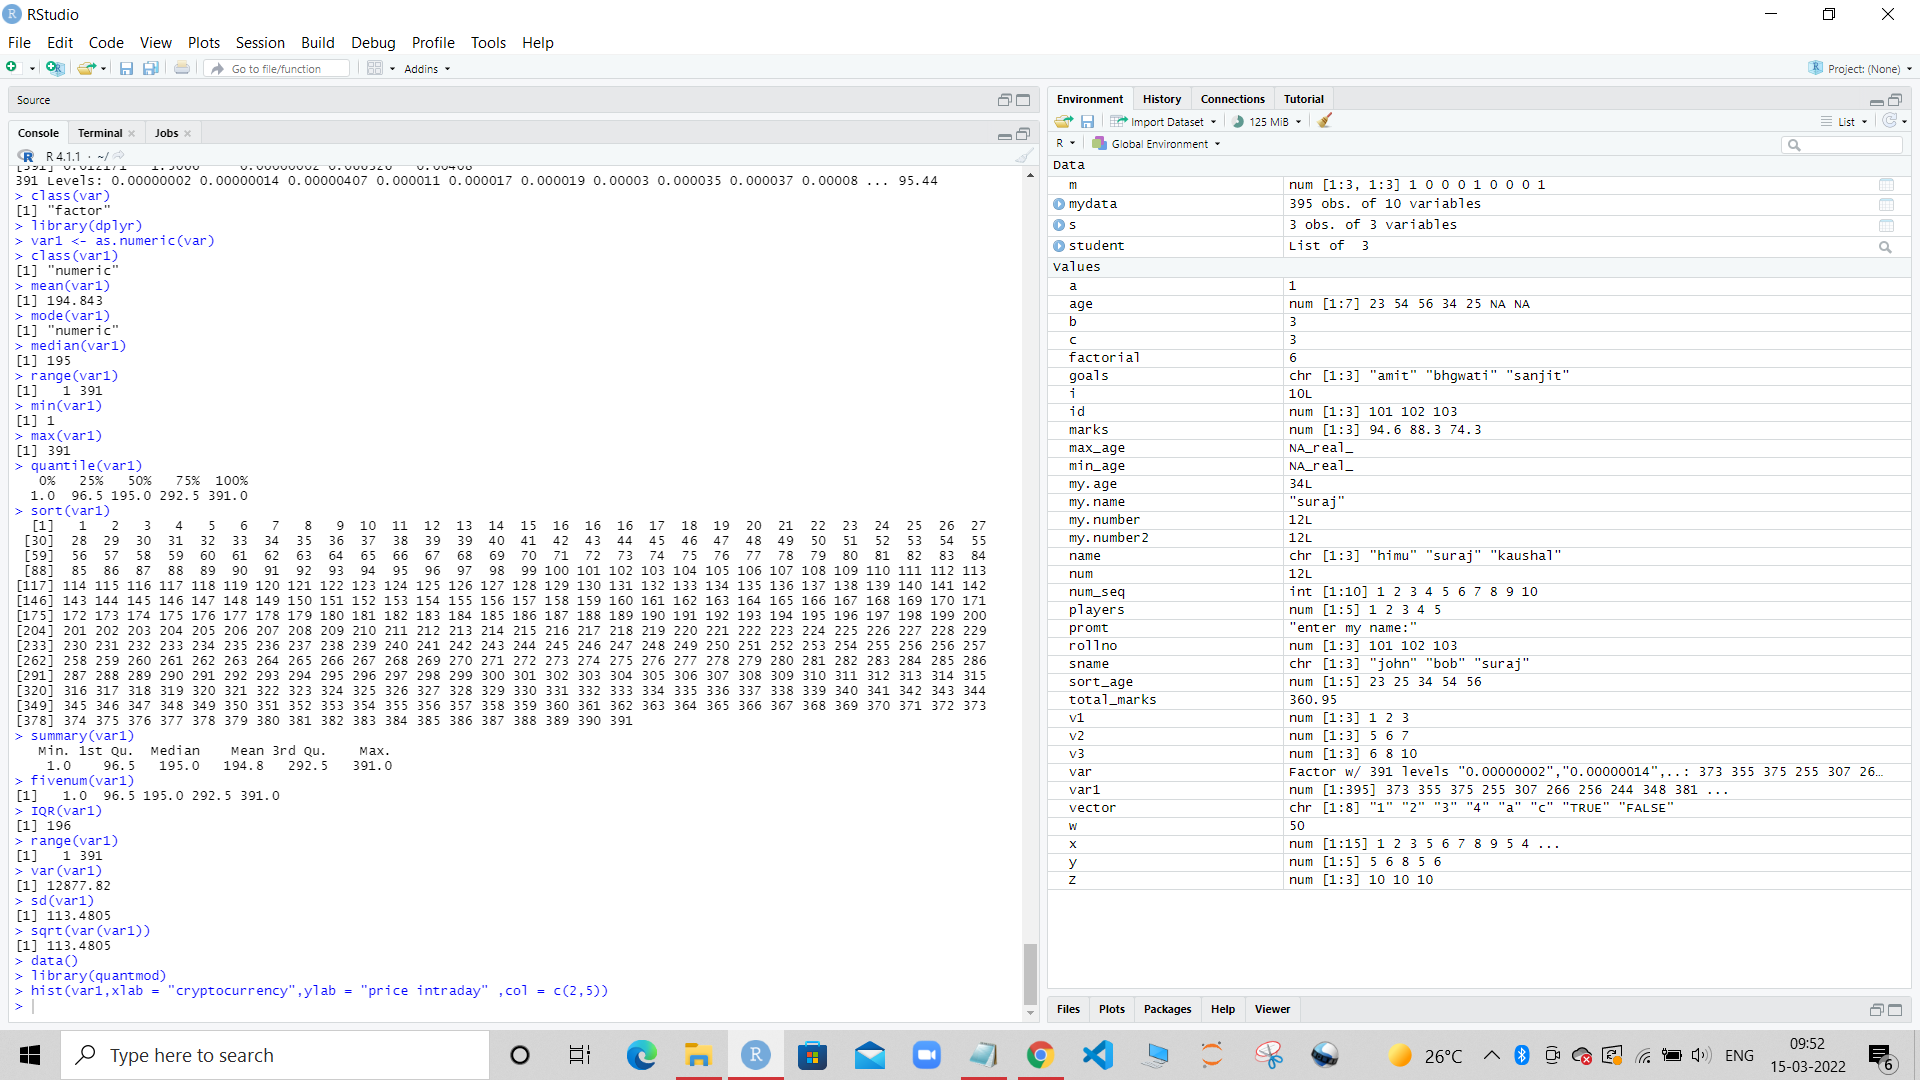 RStudio
File Edit Code View Plots Session Build Debug Profile Tools Help
Go to file/function Addins Project: (None)
Source
Console Terminal Jobs
R 4.1.1 · ~/
391 Levels: 0.00000002 0.00000014 0.00000407 0.000011 0.000017 0.000019 0.00003 0.000035 0.000037 0.00008 ... 95.44
> class(var)
[1] "factor"
> library(dplyr)
> var1 <- as.numeric(var)
> class(var1)
[1] "numeric"
> mean(var1)
[1] 194.843
> mode(var1)
[1] "numeric"
> median(var1)
[1] 195
> range(var1)
[1] 1 391
> min(var1)
[1] 1
> max(var1)
[1] 391
> quantile(var1)
0% 25% 50% 75% 100%
1.0 96.5 195.0 292.5 391.0
> sort(var1)
[1] 1 2 3 4 5 6 7 8 9 10 11 12 13 14 15 16 16 16 17 18 19 20 21 22 23 24 25 26 27
[30] 28 29 30 31 32 33 34 35 36 37 38 39 39 40 41 42 43 44 45 46 47 48 49 50 51 52 53 54 55
[59] 56 57 58 59 60 61 62 63 64 65 66 67 68 69 70 71 72 73 74 75 76 77 78 79 80 81 82 83 84
[88] 85 86 87 88 89 90 91 92 93 94 95 96 97 98 99 100 101 102 103 104 105 106 107 108 109 110 111 112 113
[117] 114 115 116 117 118 119 120 121 122 123 124 125 126 127 128 129 130 131 132 133 134 135 136 137 138 139 140 141 142
[146] 143 144 145 146 147 148 149 150 151 152 153 154 155 156 157 158 159 160 161 162 163 164 165 166 167 168 169 170 171
[175] 172 173 174 175 176 177 178 179 180 181 182 183 184 185 186 187 188 189 190 191 192 193 194 195 196 197 198 199 200
[204] 201 202 203 204 205 206 207 208 209 210 211 212 213 214 215 216 217 218 219 220 221 222 223 224 225 226 227 228 229
[233] 230 231 232 233 234 235 236 237 238 239 240 241 242 243 244 245 246 247 248 249 250 251 252 253 254 255 256 256 257
[262] 258 259 260 261 262 263 264 265 266 267 268 269 270 271 272 273 274 275 276 277 278 279 280 281 282 283 284 285 286
[291] 287 288 289 290 291 292 293 294 295 296 297 298 299 300 301 302 303 304 305 306 307 308 309 310 311 312 313 314 315
[320] 316 317 318 319 320 321 322 323 324 325 326 327 328 329 330 331 332 333 334 335 336 337 338 339 340 341 342 343 344
[349] 345 346 347 348 349 350 351 352 353 354 355 356 357 358 359 360 361 362 363 364 365 366 367 368 369 370 371 372 373
[378] 374 375 376 377 378 379 380 381 382 383 384 385 386 387 388 389 390 391
> summary(var1)
Min. 1st Qu. Median Mean 3rd Qu. Max.
1.0 96.5 195.0 194.8 292.5 391.0
> fivenum(var1)
[1] 1.0 96.5 195.0 292.5 391.0
> IQR(var1)
[1] 196
> range(var1)
[1] 1 391
> var(var1)
[1] 12877.82
> sd(var1)
[1] 113.4805
> sqrt(var(var1))
[1] 113.4805
> data()
> library(quantmod)
> hist(var1,xlab = "cryptocurrency",ylab = "price intraday" ,col = c(2,5))
>
Environment History Connections Tutorial
Import Dataset 125 MiB List
R Global Environment
Data
m num [1:3, 1:3] 1 0 0 0 1 0 0 0 1
mydata 395 obs. of 10 variables
s 3 obs. of 3 variables
student List of 3
Values
a 1
age num [1:7] 23 54 56 34 25 NA NA
b 3
c 3
factorial 6
goals chr [1:3] "amit" "bhgwati" "sanjit"
i 10L
id num [1:3] 101 102 103
marks num [1:3] 94.6 88.3 74.3
max_age NA_real_
min_age NA_real_
my.age 34L
my.name "suraj"
my.number 12L
my.number2 12L
name chr [1:3] "himu" "suraj" "kaushal"
num 12L
num_seq int [1:10] 1 2 3 4 5 6 7 8 9 10
players num [1:5] 1 2 3 4 5
promt "enter my name:"
rollno num [1:3] 101 102 103
sname chr [1:3] "john" "bob" "suraj"
sort_age num [1:5] 23 25 34 54 56
total_marks 360.95
v1 num [1:3] 1 2 3
v2 num [1:3] 5 6 7
v3 num [1:3] 6 8 10
var Factor w/ 391 levels "0.00000002","0.00000014",..: 373 355 375 255 307 26…
var1 num [1:395] 373 355 375 255 307 266 256 244 348 381 ...
vector chr [1:8] "1" "2" "3" "4" "a" "c" "TRUE" "FALSE"
w 50
x num [1:15] 1 2 3 5 6 7 8 9 5 4 ...
y num [1:5] 5 6 8 5 6
Z num [1:3] 10 10 10
Files Plots Packages Help Viewer
Type here to search
26°C ENG
09:52
15-03-2022
6